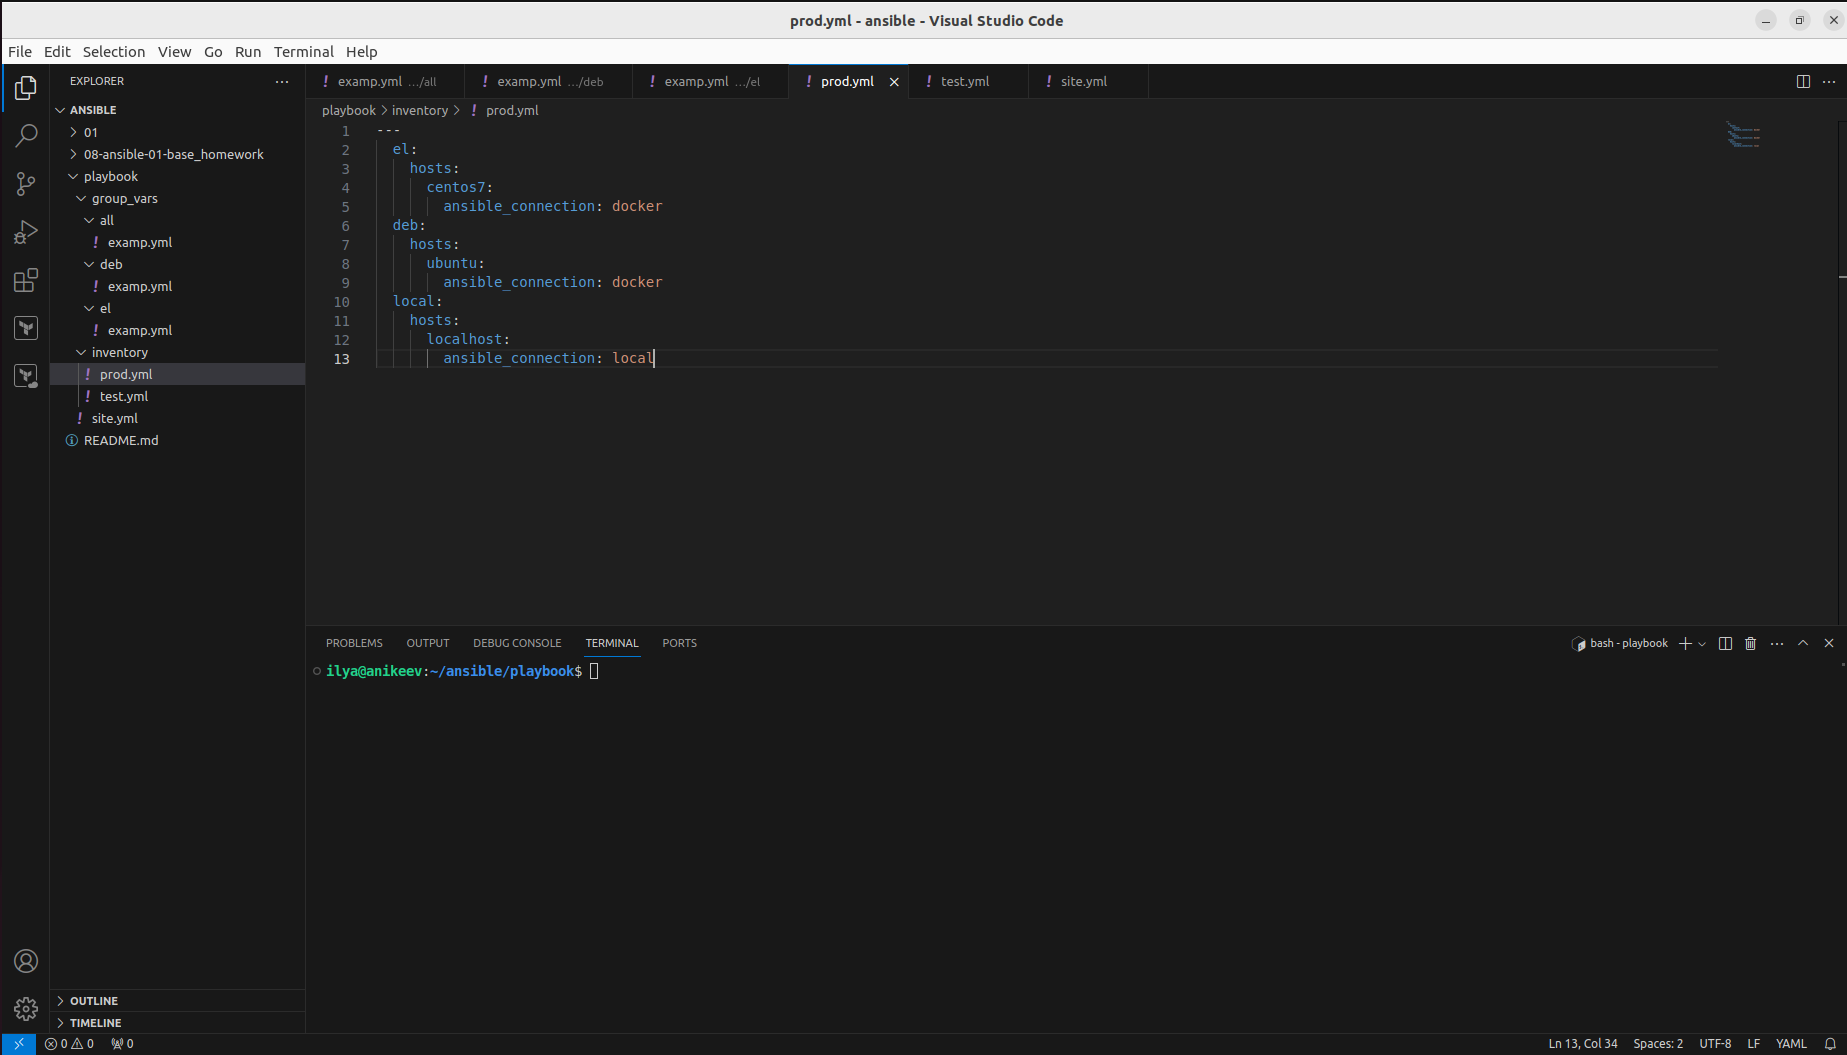 prod.yml - ansible - Visual Studio Code
File Edit Selection View Go Run Terminal Help
EXPLORER
ANSIBLE
01
08-ansible-01-base_homework
playbook
group_vars
all
examp.yml
deb
examp.yml
el
examp.yml
inventory
prod.yml
test.yml
site.yml
README.md
OUTLINE
TIMELINE
examp.yml .../all
examp.yml .../deb
examp.yml .../el
prod.yml
test.yml
site.yml
playbook > inventory > ! prod.yml
1 ---
2 el:
3 hosts:
4 centos7:
5 ansible_connection: docker
6 deb:
7 hosts:
8 ubuntu:
9 ansible_connection: docker
10 local:
11 hosts:
12 localhost:
13 ansible_connection: local
PROBLEMS OUTPUT DEBUG CONSOLE TERMINAL PORTS
bash - playbook
ilya@anikeev:~/ansible/playbook$
0 0 0
Ln 13, Col 34 Spaces: 2 UTF-8 LF YAML